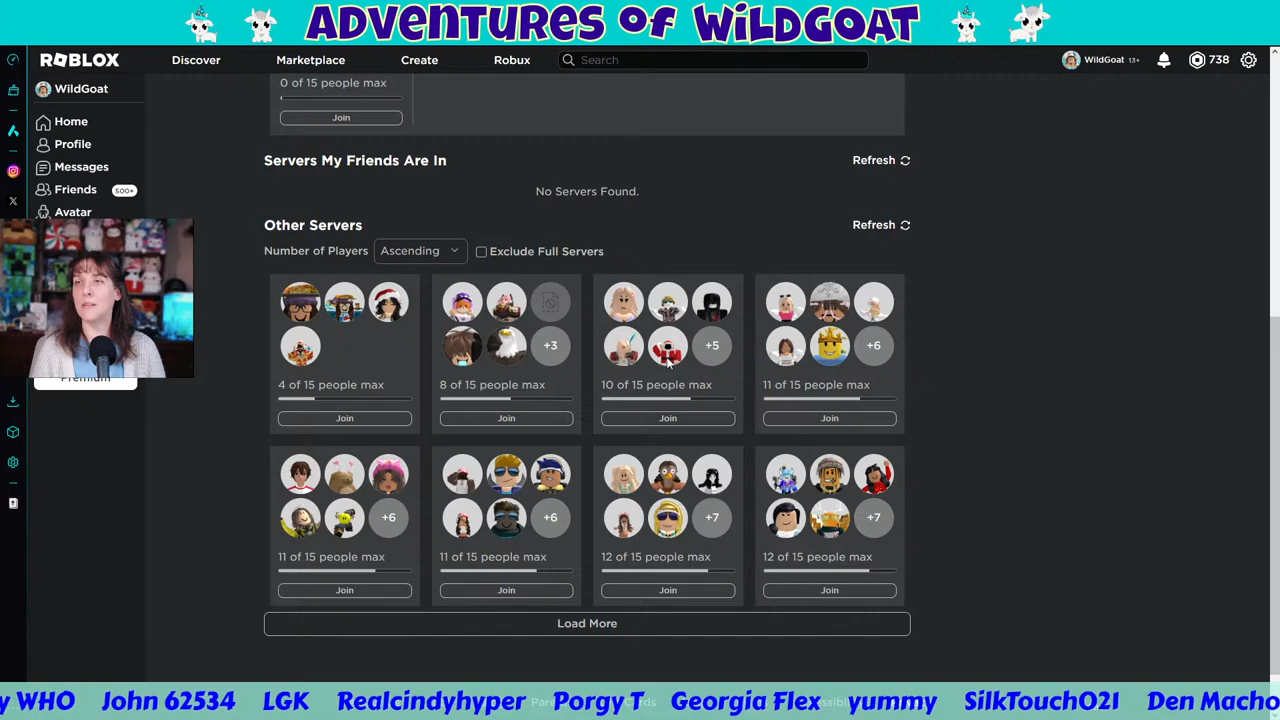 ADVENTURES OF WiLDGOAT
ROBLOX
Discover
Marketplace
Create
Robux
Search
WildGoat 13+
738
WildGoat
Home
Profile
Messages
Friends 500+
Avatar
Premium
0 of 15 people max
Join
Servers My Friends Are In
Refresh
No Servers Found.
Other Servers
Refresh
Number of Players Ascending Exclude Full Servers
+3 +5 +6
4 of 15 people max 8 of 15 people max 10 of 15 people max 11 of 15 people max
Join Join Join Join
+6 +6 +7 +7
11 of 15 people max 11 of 15 people max 12 of 15 people max 12 of 15 people max
Join Join Join Join
Load More
y WHO John 62534 LGK Realcindyhyper Porgy T Georgia Flex yummy SilkTouch021 Den Macho